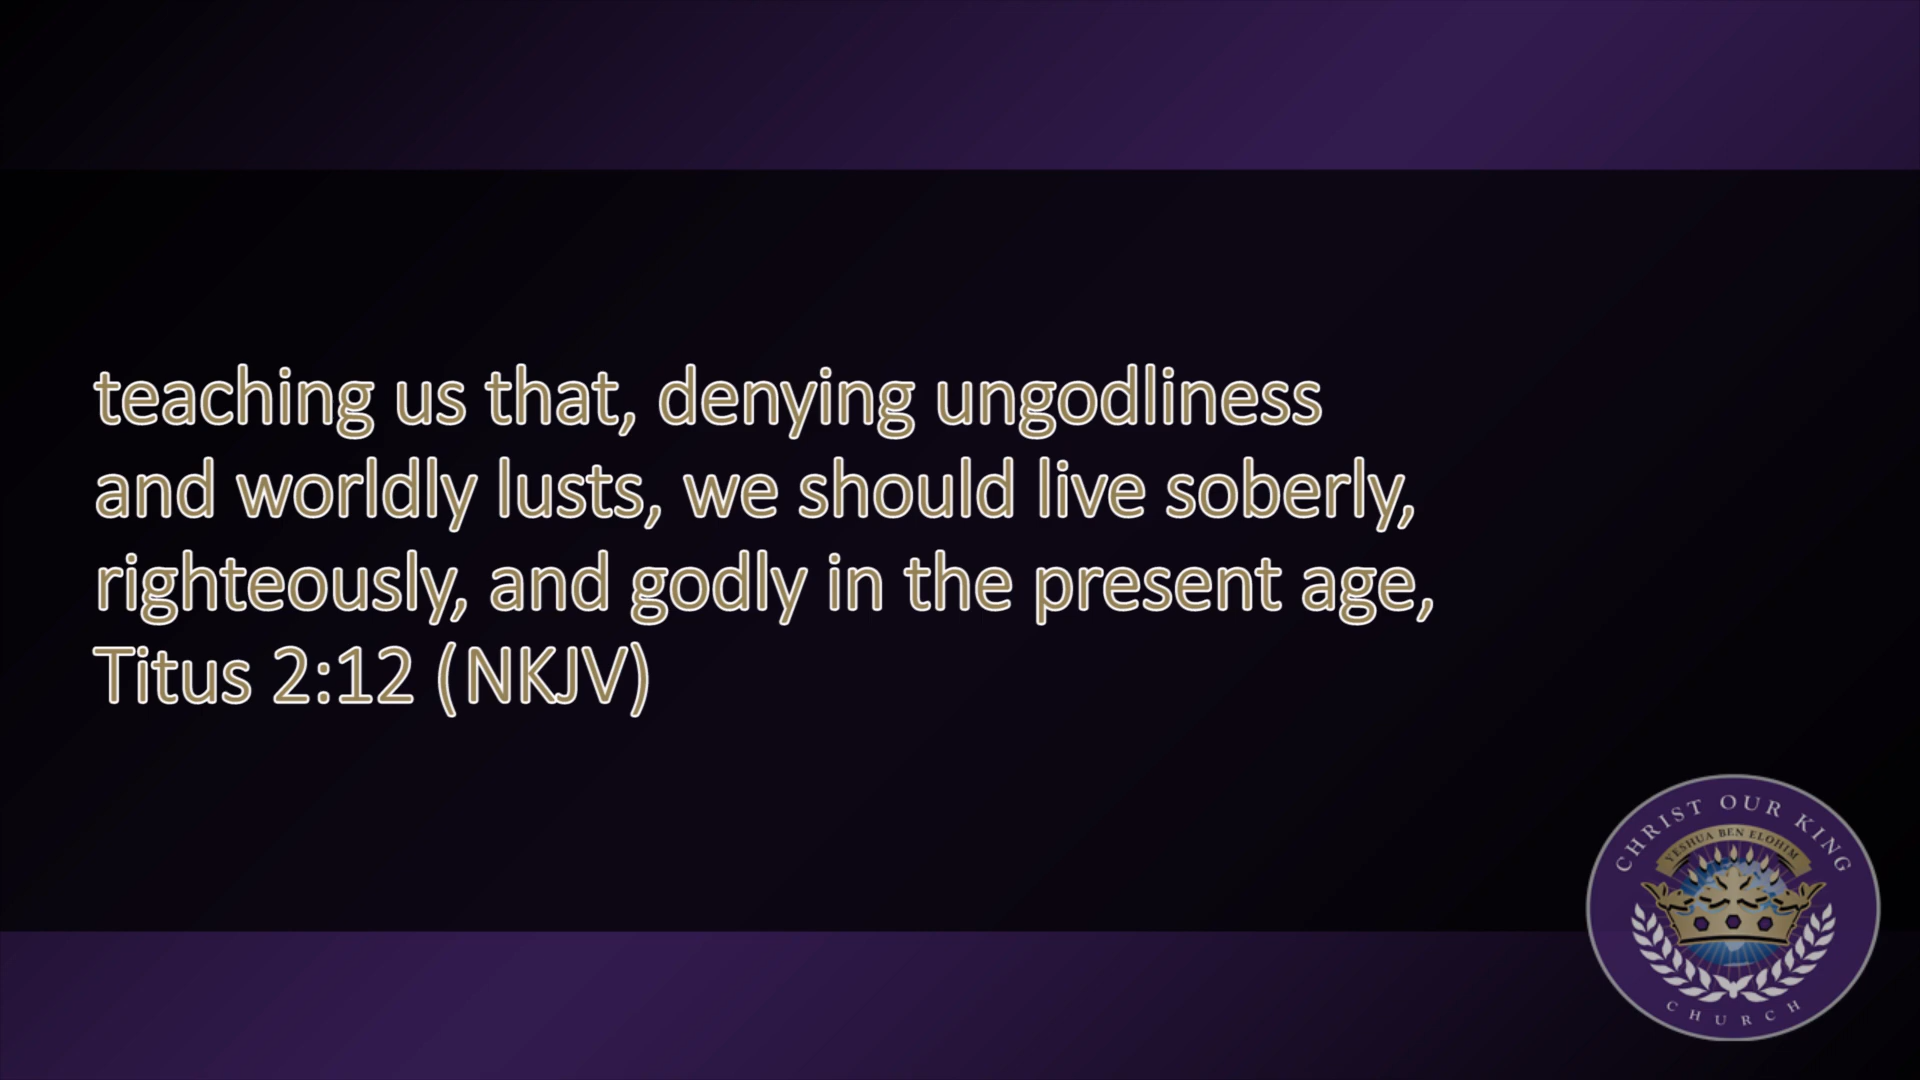 teaching us that, denying ungodliness
and worldly lusts, we should live soberly,
righteously, and godly in the present age,
Titus 2:12 (NKJV)
CHRIST OUR KING
YESHUA BEN ELOHIM
CHURCH